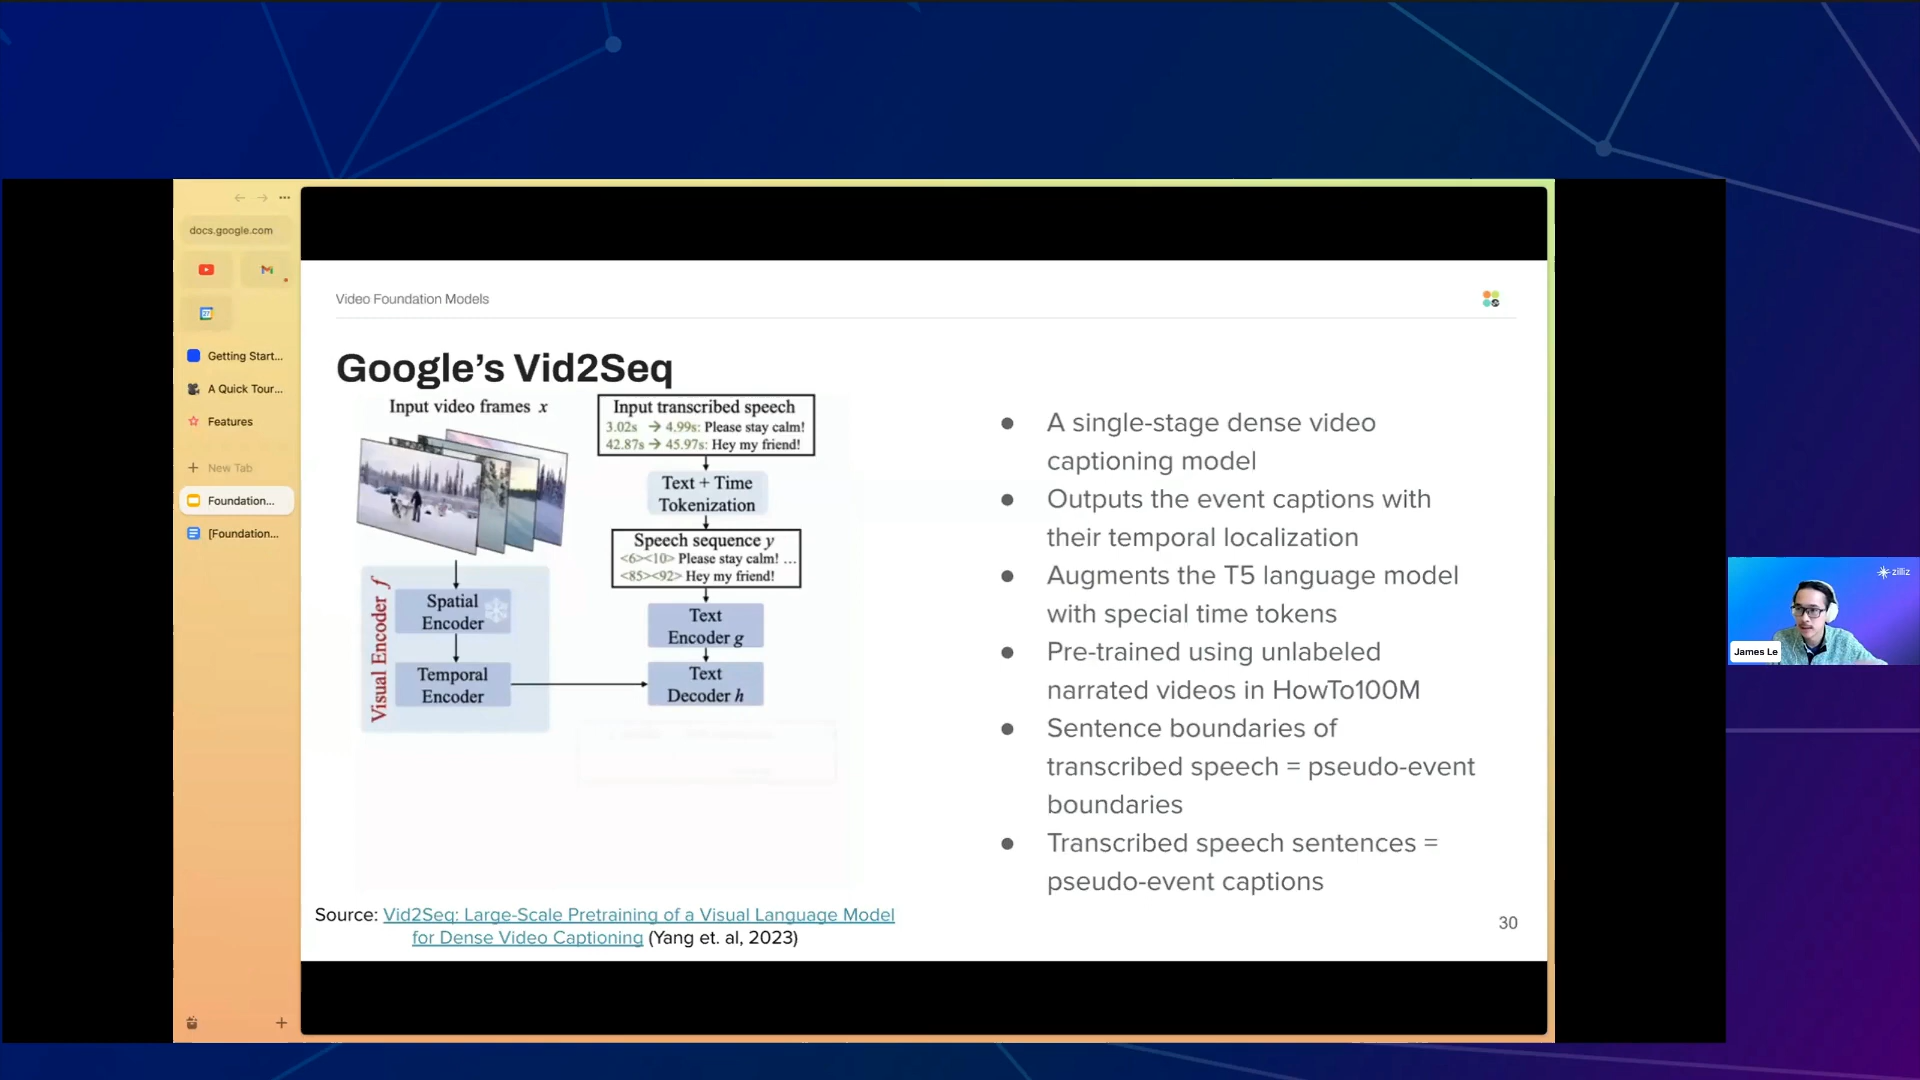 docs.google.com
Getting Start...
A Quick Tour...
Features
New Tab
Foundation...
[Foundation...
Video Foundation Models
Google's Vid2Seq
Input video frames x
Visual Encoder f
Spatial
Encoder
Temporal
Encoder
Input transcribed speech
3.02s → 4.99s: Please stay calm!
42.87s → 45.97s: Hey my friend!
Text + Time
Tokenization
Speech sequence y
<6><10> Please stay calm! ...
<85><92> Hey my friend!
Text
Encoder g
Text
Decoder h
● A single-stage dense video
captioning model
● Outputs the event captions with
their temporal localization
● Augments the T5 language model
with special time tokens
● Pre-trained using unlabeled
narrated videos in HowTo100M
● Sentence boundaries of
transcribed speech = pseudo-event
boundaries
● Transcribed speech sentences =
pseudo-event captions
Source: Vid2Seq: Large-Scale Pretraining of a Visual Language Model
for Dense Video Captioning (Yang et. al, 2023)
30
zilliz
James Le